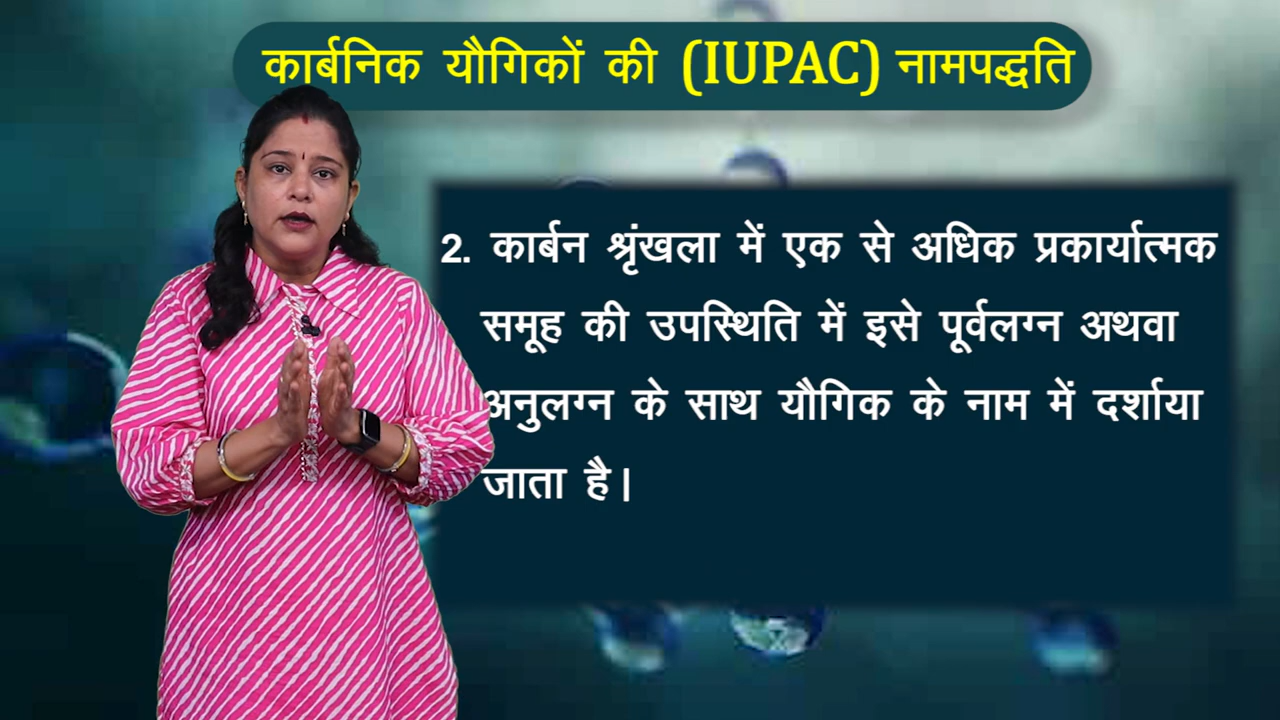 कार्बनिक यौगिकों की (IUPAC) नामपद्धति
2. कार्बन श्रृंखला में एक से अधिक प्रकार्यात्मक
समूह की उपस्थिति में इसे पूर्वलग्न अथवा
अनुलग्न के साथ यौगिक के नाम में दर्शाया
जाता है।